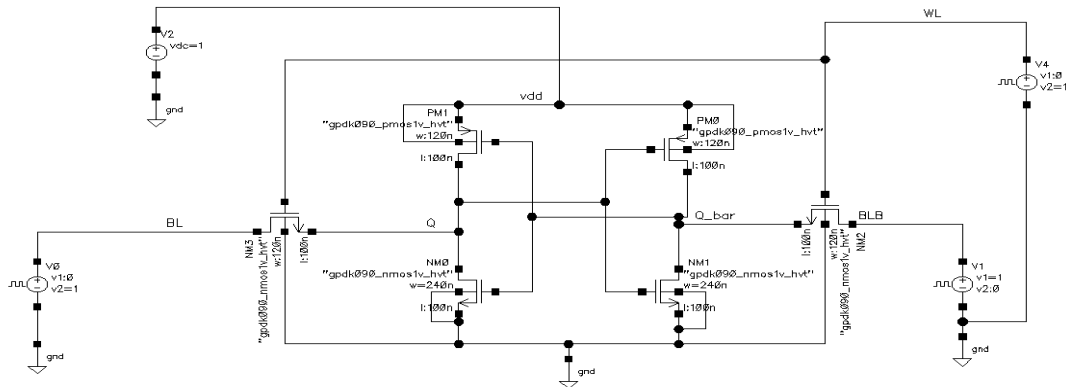 WL
V2
vdc=1
V4
v1:0
v2=1
gnd
vdd
PM1
"gpdk090_pmos1v_hvt"
w:120n
l:100n
PM0
"gpdk090_pmos1v_hvt"
w:120n
l:100n
BL
Q
Q_bar
BLB
NM3
"gpdk090_nmos1v_hvt"
w:120n
l:100n
l:100n
w:120n
"gpdk090_nmos1v_hvt"
NM2
V0
v1:0
v2=1
gnd
NM0
"gpdk090_nmos1v_hvt"
w=240n
l:100n
NM1
"gpdk090_nmos1v_hvt"
w=240n
l:100n
V1
v1=1
v2:0
gnd
gnd